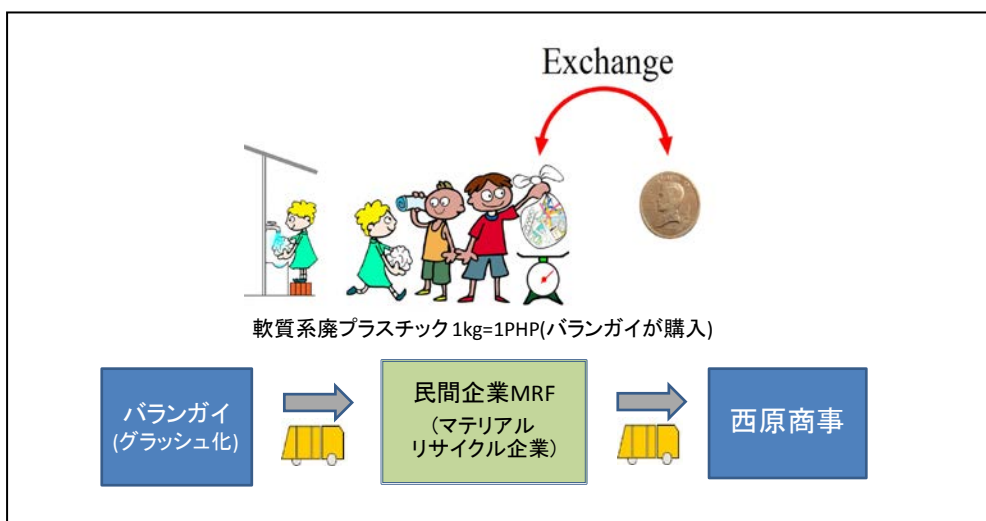 Exchange
軟質系廃プラスチック1kg=1PHP(バランガイが購入)
バランガイ
(グラッシュ化)
民間企業MRF
(マテリアル
リサイクル企業)
西原商事